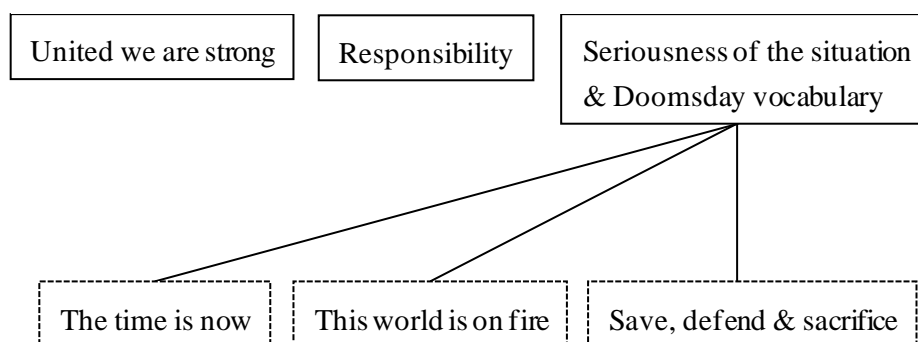 United we are strong
Responsibility
Seriousness of the situation
& Doomsday vocabulary
The time is now
This world is on fire
Save, defend & sacrifice